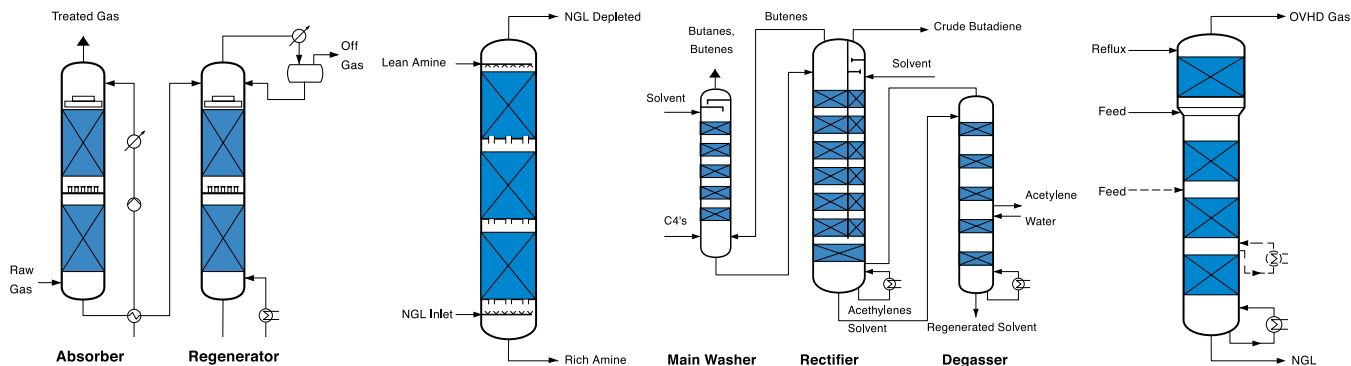 Treated Gas
Off
Gas
Raw
Gas
Absorber
Regenerator
NGL Depleted
Lean Amine
NGL Inlet
Rich Amine
Butanes,
Butenes
Butenes
Crude Butadiene
Solvent
Solvent
C4's
Acetylene
Water
Acethylenes
Solvent
Regenerated Solvent
Main Washer
Rectifier
Degasser
OVHD Gas
Reflux
Feed
Feed
NGL